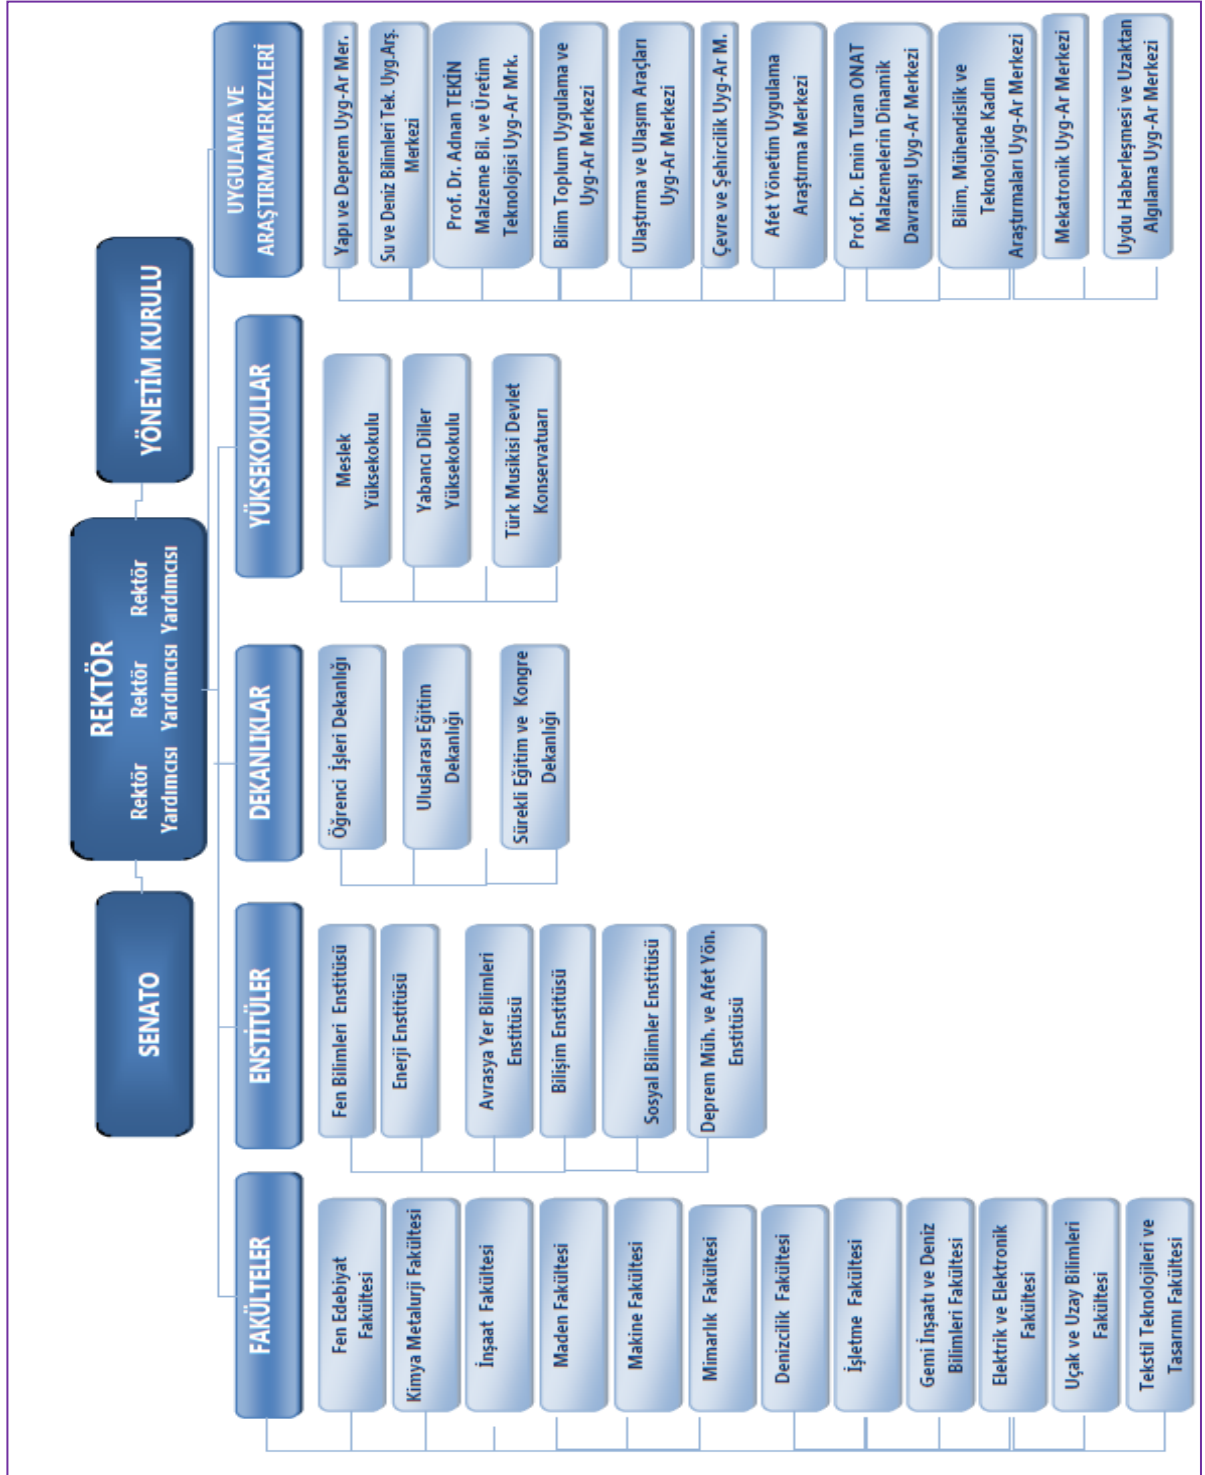 REKTÖR
Rektör Rektör Rektör
Yardımcısı Yardımcısı Yardımcısı
SENATO
YÖNETİM KURULU
FAKÜLTELER
Fen Edebiyat
Fakültesi
Kimya Metalurji Fakültesi
İnşaat Fakültesi
Maden Fakültesi
Makine Fakültesi
Mimarlık Fakültesi
Denizcilik Fakültesi
İşletme Fakültesi
Gemi İnşaatı ve Deniz
Bilimleri Fakültesi
Elektrik ve Elektronik
Fakültesi
Uçak ve Uzay Bilimleri
Fakültesi
Tekstil Teknolojileri ve
Tasarımı Fakültesi
ENSTİTÜLER
Fen Bilimleri Enstitüsü
Enerji Enstitüsü
Avrasya Yer Bilimleri
Enstitüsü
Bilişim Enstitüsü
Sosyal Bilimler Enstitüsü
Deprem Müh. ve Afet Yön.
Enstitüsü
DEKANLIKLAR
Öğrenci İşleri Dekanlığı
Uluslarası Eğitim
Dekanlığı
Sürekli Eğitim ve Kongre
Dekanlığı
YÜKSEKOKULLAR
Meslek
Yüksekokulu
Yabancı Diller
Yüksekokulu
Türk Musikisi Devlet
Konservatuarı
UYGULAMA VE
ARAŞTIRMAMERKEZLERİ
Yapı ve Deprem Uyg-Ar Mer.
Su ve Deniz Bilimleri Tek. Uyg.Arş.
Merkezi
Prof. Dr. Adnan TEKİN
Malzeme Bil. ve Üretim
Teknolojisi Uyg-Ar Mrk.
Bilim Toplum Uygulama ve
Uyg-Ar Merkezi
Ulaştırma ve Ulaşım Araçları
Uyg-Ar Merkezi
Çevre ve Şehircilik Uyg-Ar M.
Afet Yönetim Uygulama
Araştırma Merkezi
Prof. Dr. Emin Turan ONAT
Malzemelerin Dinamik
Davranışı Uyg-Ar Merkezi
Bilim, Mühendislik ve
Teknolojide Kadın
Araştırmaları Uyg-Ar Merkezi
Mekatronik Uyg-Ar Merkezi
Uydu Haberleşmesi ve Uzaktan
Algılama Uyg-Ar Merkezi